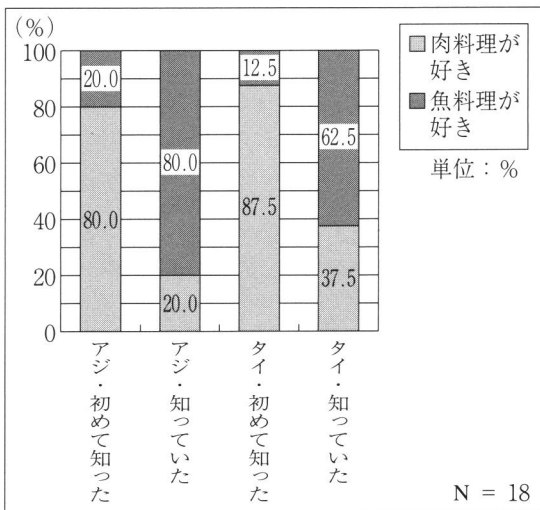 (%)
100
80
60
40
20
0
20.0
80.0
80.0
20.0
12.5
87.5
62.5
37.5
アジ・初めて知った
アジ・知っていた
タイ・初めて知った
タイ・知っていた
肉料理が
好き
魚料理が
好き
単位：%
N = 18